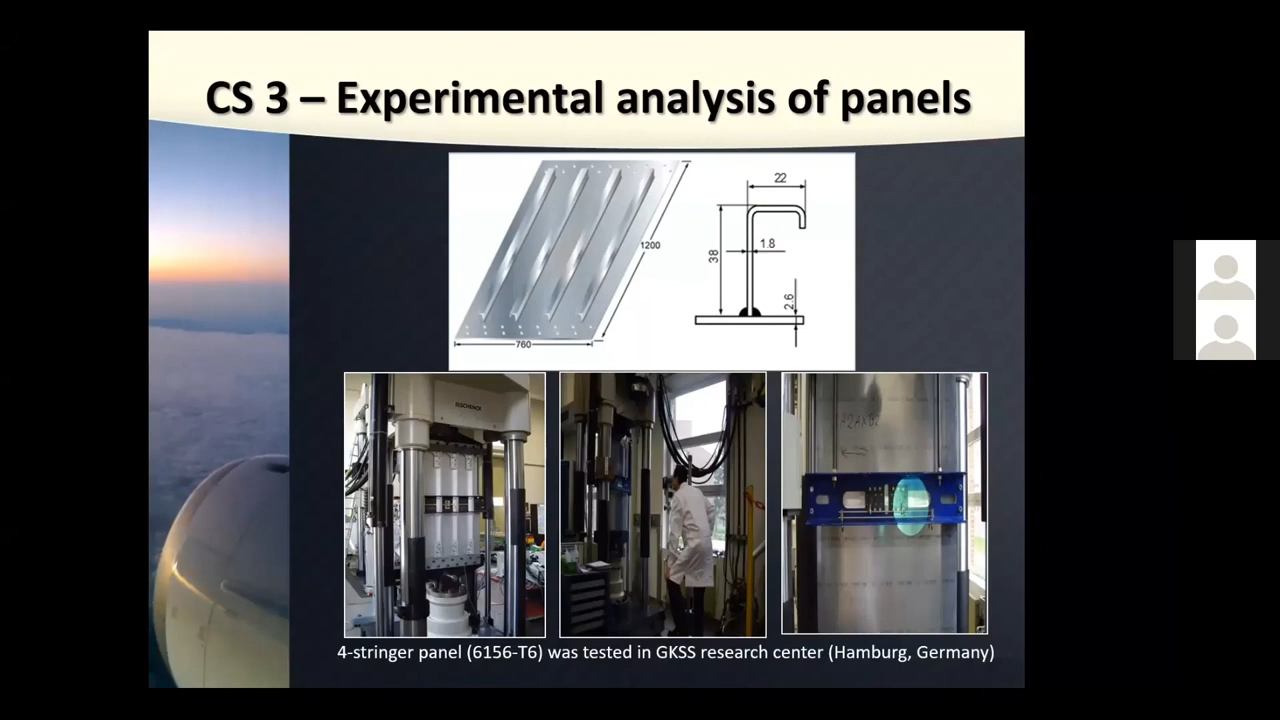 CS 3 – Experimental analysis of panels
22
1200
38
1.8
2.6
760
SCHENCK
4-stringer panel (6156-T6) was tested in GKSS research center (Hamburg, Germany)